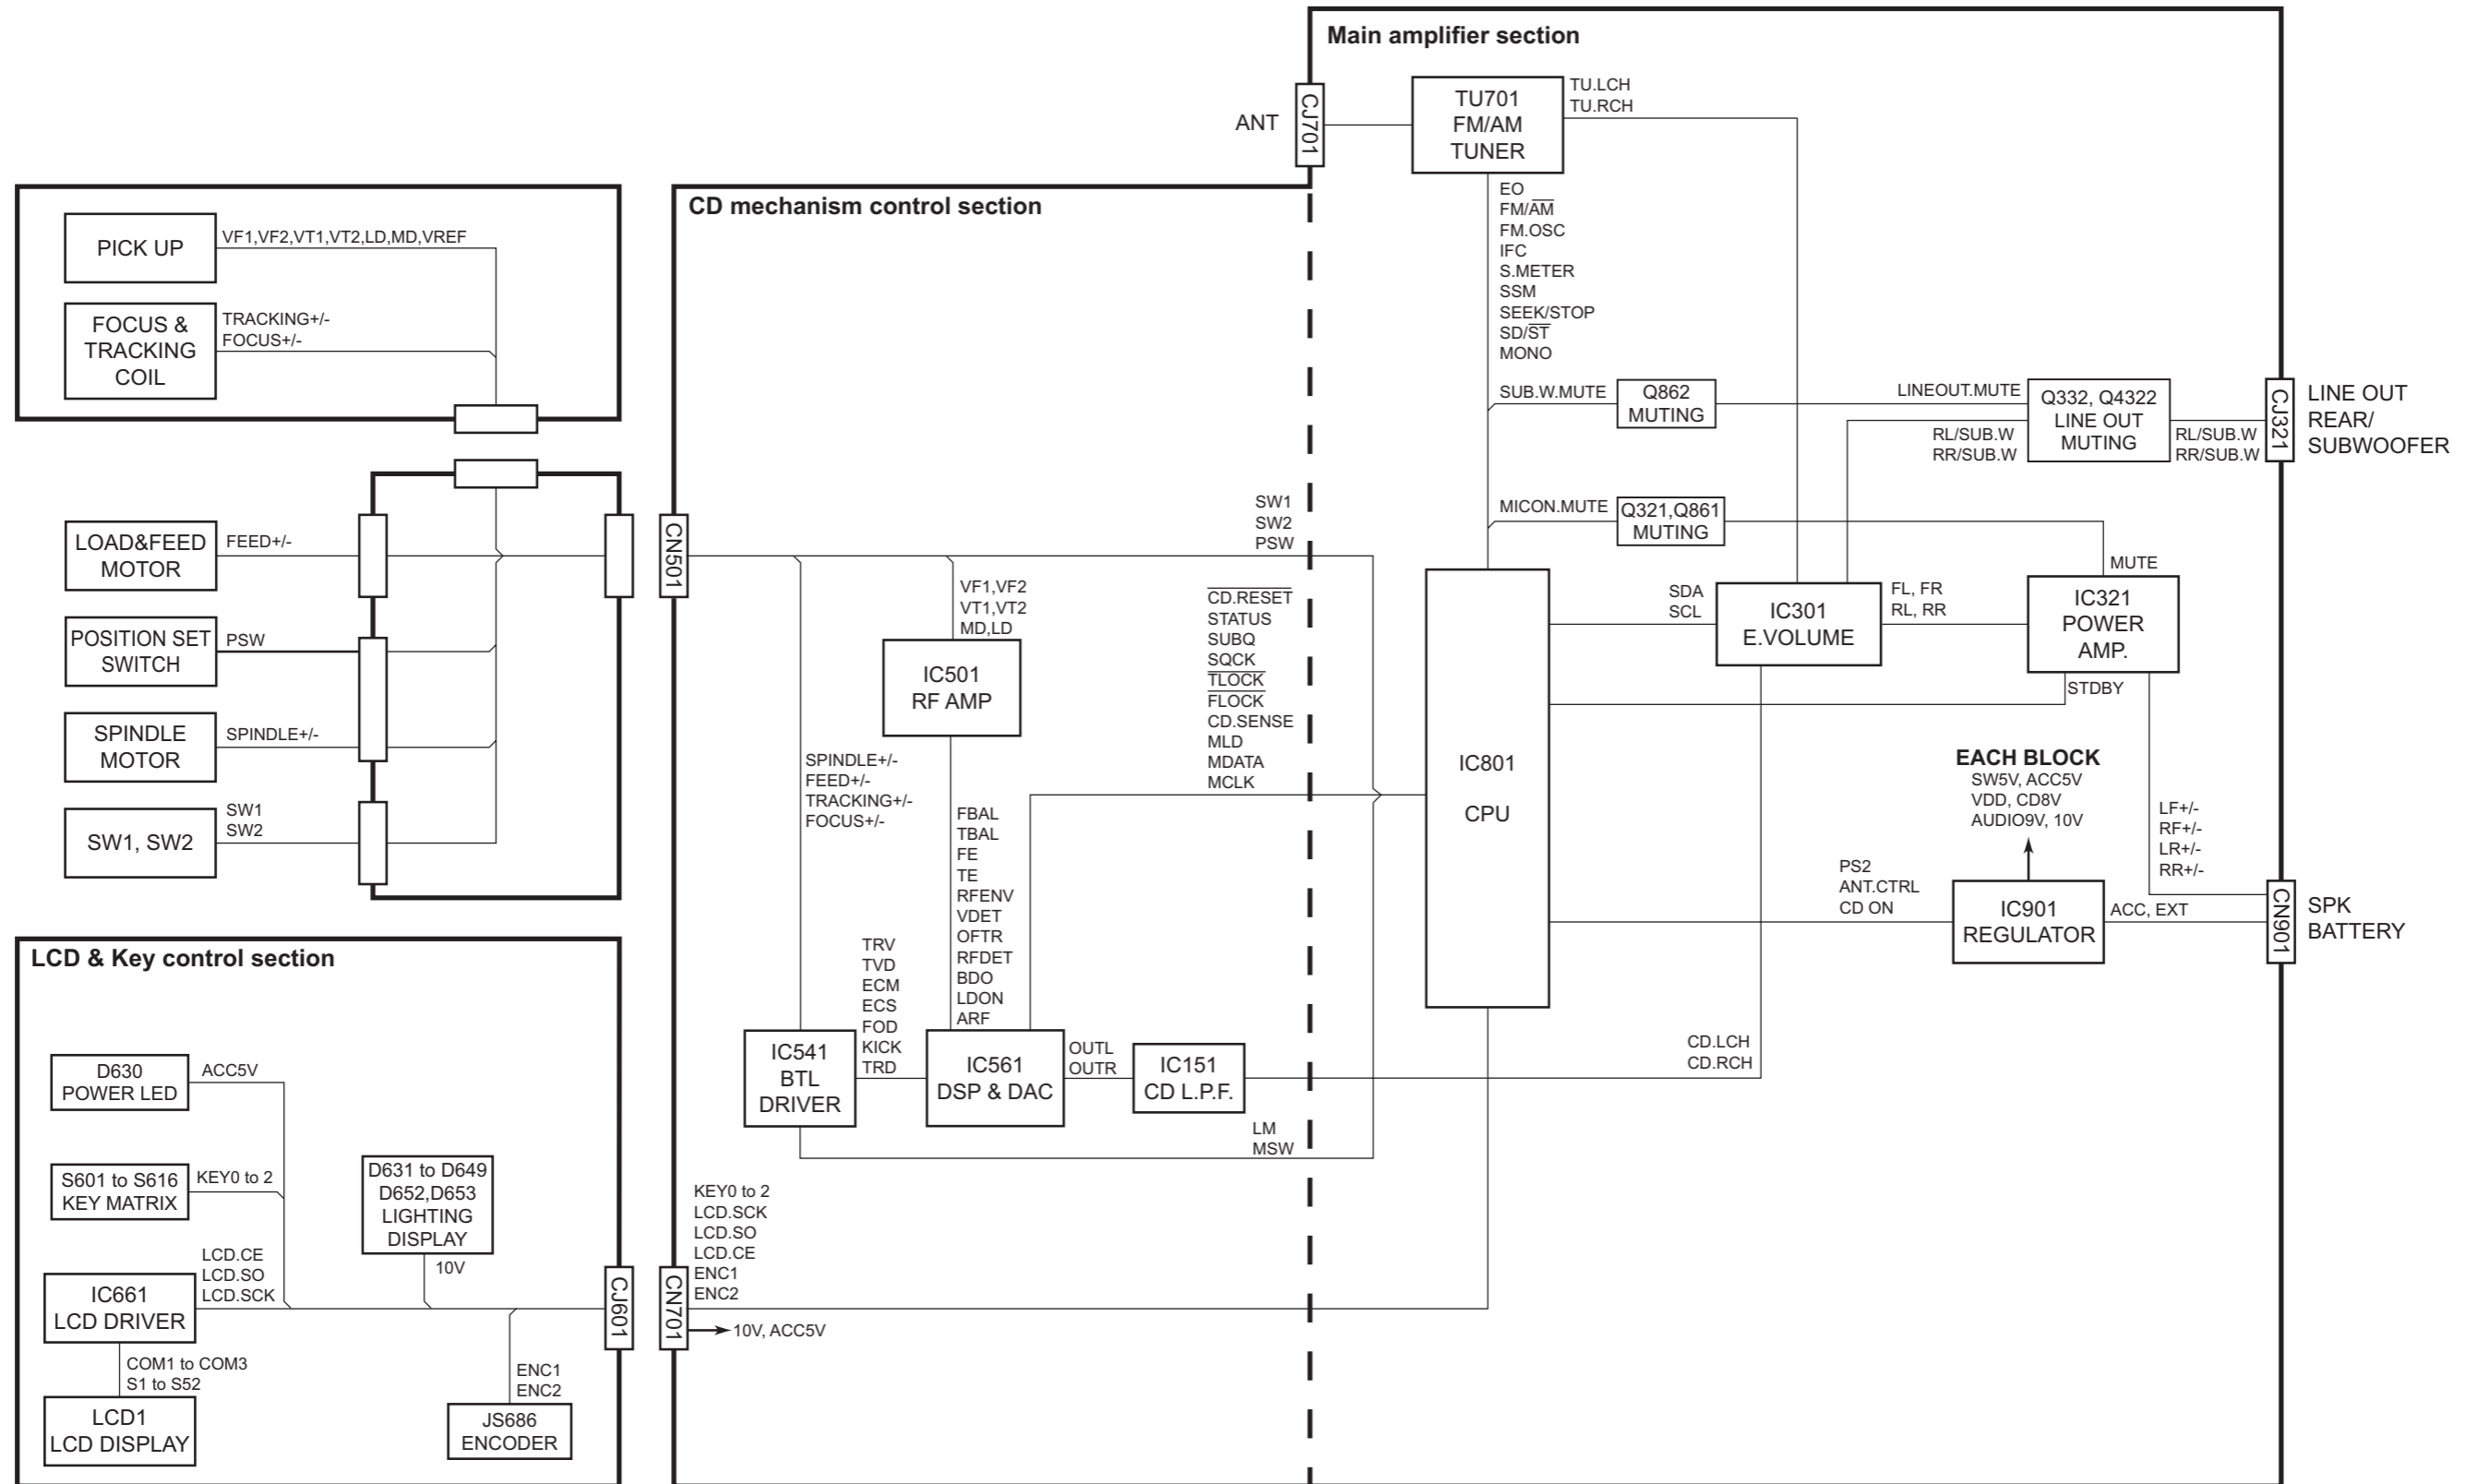 Main amplifier section
ANT
CJ701
TU701
FM/AM
TUNER
TU.LCH
TU.RCH
EO
FM/AM
FM.OSC
IFC
S.METER
SSM
SEEK/STOP
SD/ST
MONO
SUB.W.MUTE
Q862
MUTING
LINEOUT.MUTE
RL/SUB.W
RR/SUB.W
Q332, Q4322
LINE OUT
MUTING
RL/SUB.W
RR/SUB.W
CJ321
LINE OUT
REAR/
SUBWOOFER
MICON.MUTE
Q321,Q861
MUTING
MUTE
IC801
CPU
SDA
SCL
IC301
E.VOLUME
FL, FR
RL, RR
IC321
POWER
AMP.
STDBY
EACH BLOCK
SW5V, ACC5V
VDD, CD8V
AUDIO9V, 10V
LF+/-
RF+/-
LR+/-
RR+/-
PS2
ANT.CTRL
CD ON
IC901
REGULATOR
ACC, EXT
CN901
SPK
BATTERY
CD.LCH
CD.RCH
PICK UP
VF1,VF2,VT1,VT2,LD,MD,VREF
FOCUS &
TRACKING
COIL
TRACKING+/-
FOCUS+/-
LOAD&FEED
MOTOR
FEED+/-
POSITION SET
SWITCH
PSW
SPINDLE
MOTOR
SPINDLE+/-
SW1, SW2
SW1
SW2
CD mechanism control section
CN501
SW1
SW2
PSW
VF1,VF2
VT1,VT2
MD,LD
IC501
RF AMP
CD.RESET
STATUS
SUBQ
SQCK
TLOCK
FLOCK
CD.SENSE
MLD
MDATA
MCLK
SPINDLE+/-
FEED+/-
TRACKING+/-
FOCUS+/-
FBAL
TBAL
FE
TE
RFENV
VDET
OFTR
RFDET
BDO
LDON
ARF
TRV
TVD
ECM
ECS
FOD
KICK
TRD
IC541
BTL
DRIVER
IC561
DSP & DAC
OUTL
OUTR
IC151
CD L.P.F.
LM
MSW
KEY0 to 2
LCD.SCK
LCD.SO
LCD.CE
ENC1
ENC2
CN701
10V, ACC5V
LCD & Key control section
D630
POWER LED
ACC5V
S601 to S616
KEY MATRIX
KEY0 to 2
D631 to D649
D652,D653
LIGHTING
DISPLAY
10V
LCD.CE
LCD.SO
LCD.SCK
IC661
LCD DRIVER
CJ601
COM1 to COM3
S1 to S52
LCD1
LCD DISPLAY
ENC1
ENC2
JS686
ENCODER